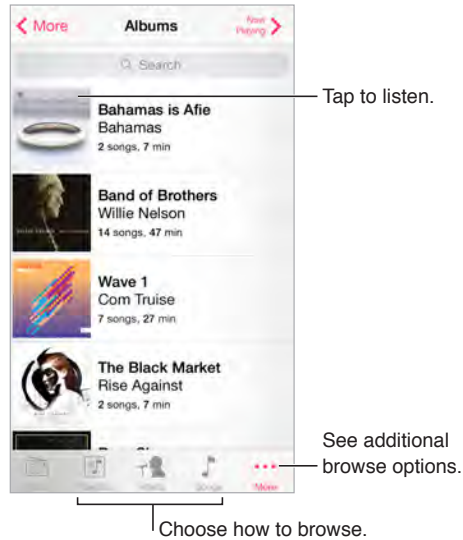 More
Albums
Now
Playing
Search
Tap to listen.
Bahamas is Afie
Bahamas
2 songs, 7 min
Band of Brothers
Willie Nelson
14 songs, 47 min
Wave 1
Com Truise
7 songs, 27 min
The Black Market
Rise Against
2 songs, 7 min
See additional
browse options.
Songs
More
Choose how to browse.